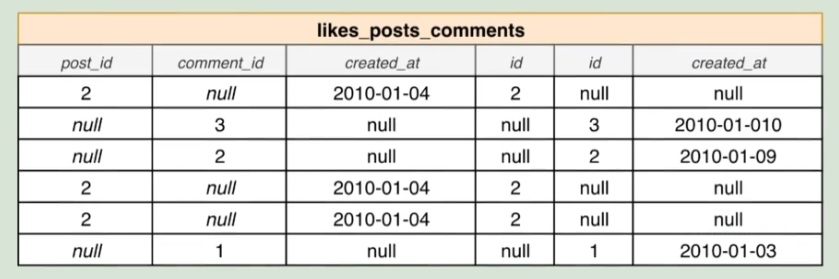 likes_posts_comments
post_id comment_id created_at id id created_at
2 null 2010-01-04 2 null null
null 3 null null 3 2010-01-010
null 2 null null 2 2010-01-09
2 null 2010-01-04 2 null null
2 null 2010-01-04 2 null null
null 1 null null 1 2010-01-03